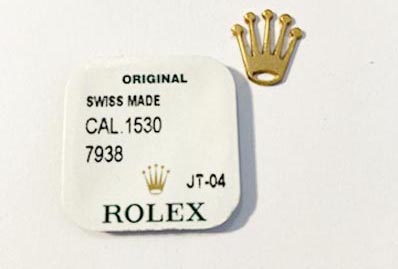 ORIGINAL
SWISS MADE
CAL.1530
7938
JT-04
ROLEX